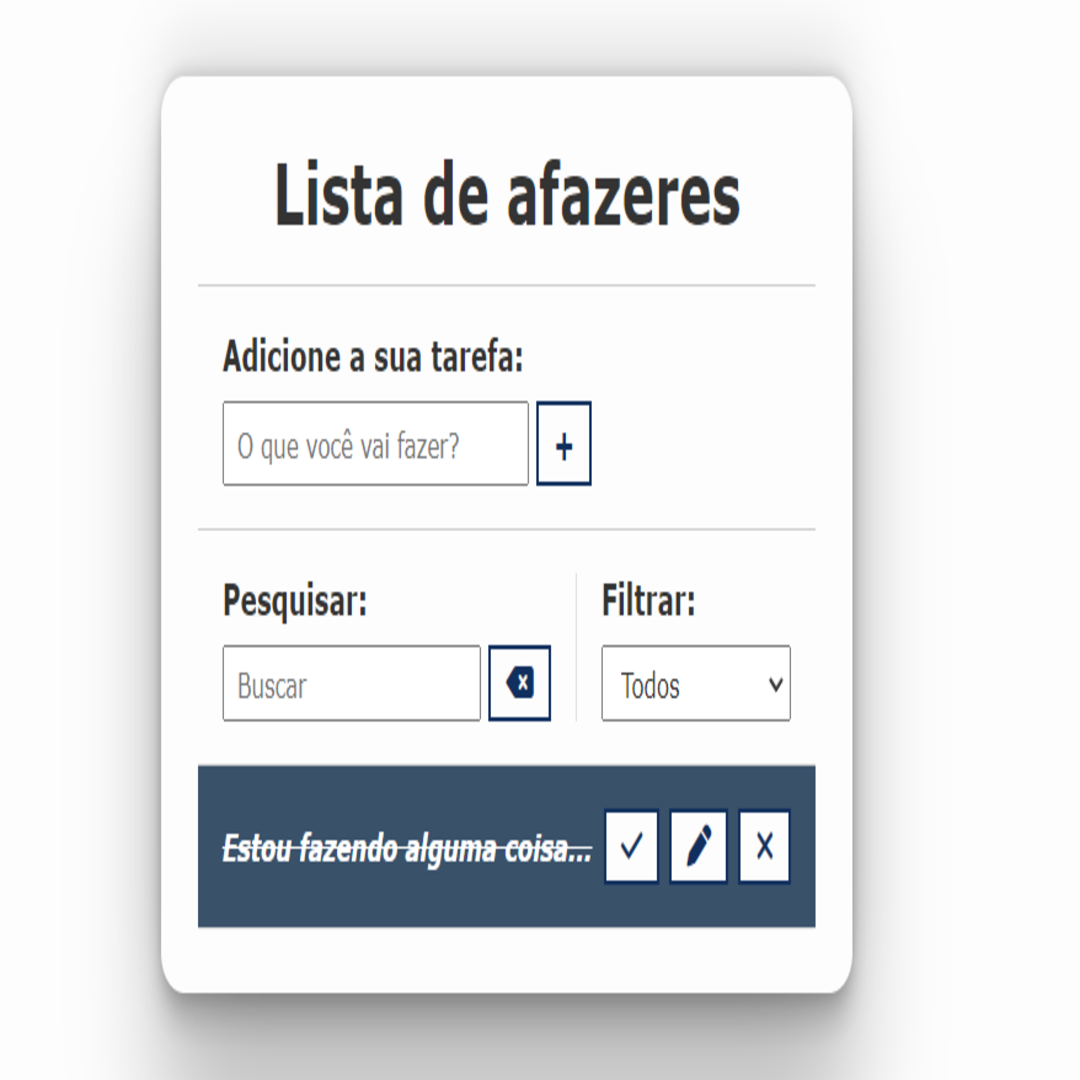 Lista de afazeres
Adicione a sua tarefa:
O que você vai fazer?
+
Pesquisar:
Filtrar:
Buscar
Todos
Estou fazendo alguma coisa...